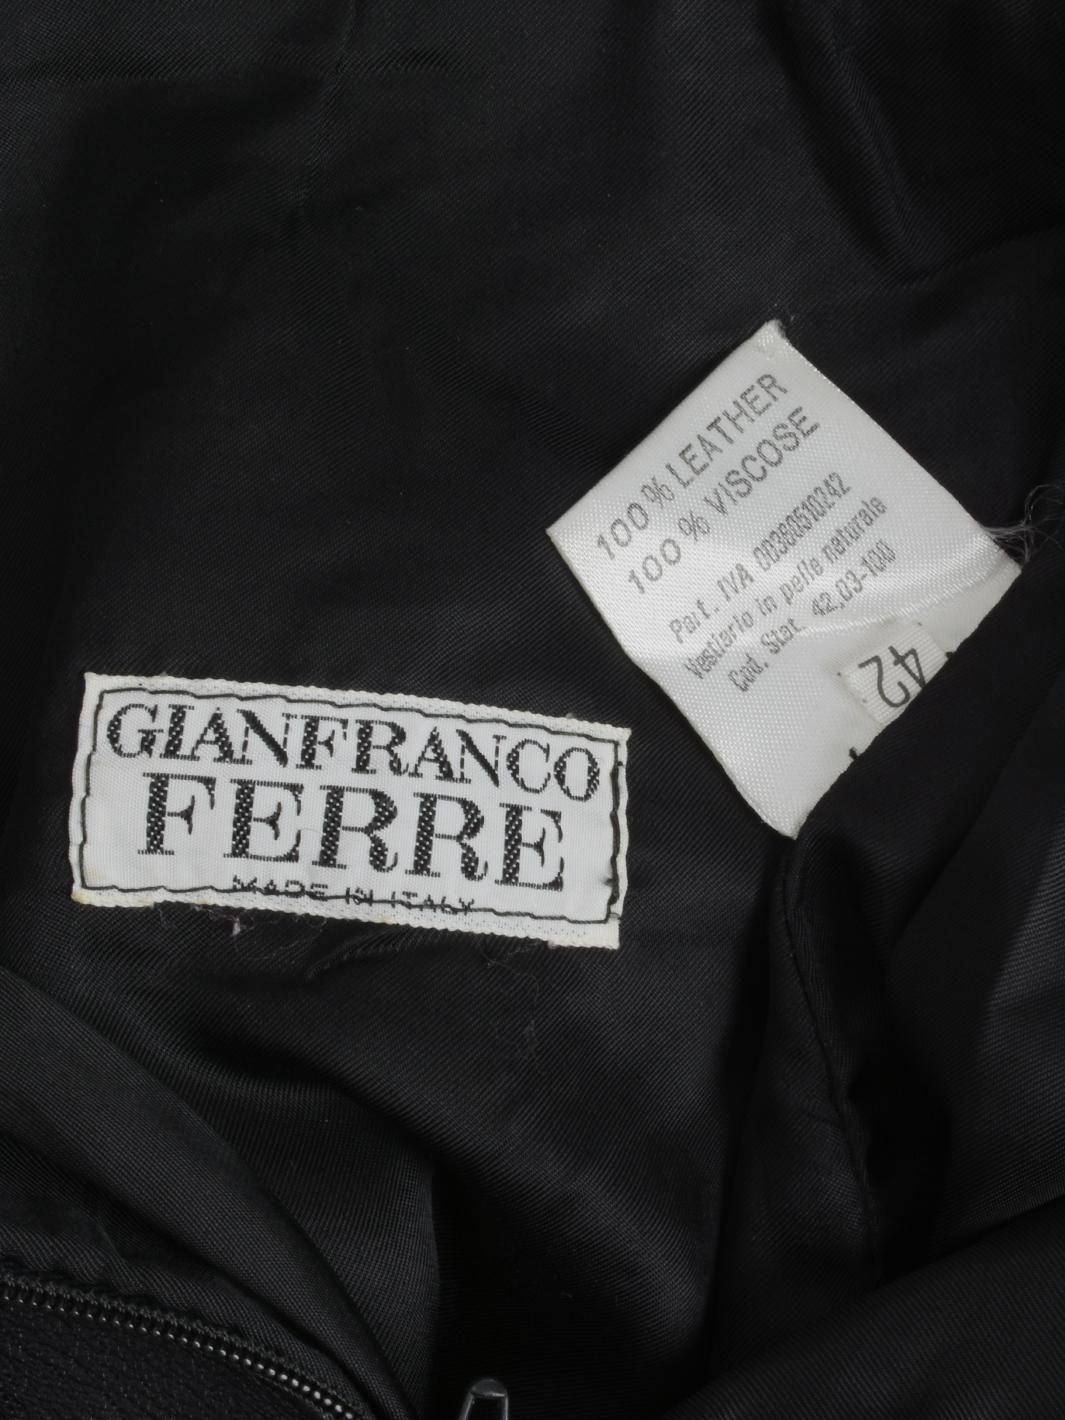 GIANFRANCO
FERRE
MADE IN ITALY
100 % LEATHER
100 % VISCOSE
Part. IVA 00380510242
Vestiario in pelle naturale
Cod. Stat. 42,03-100
42